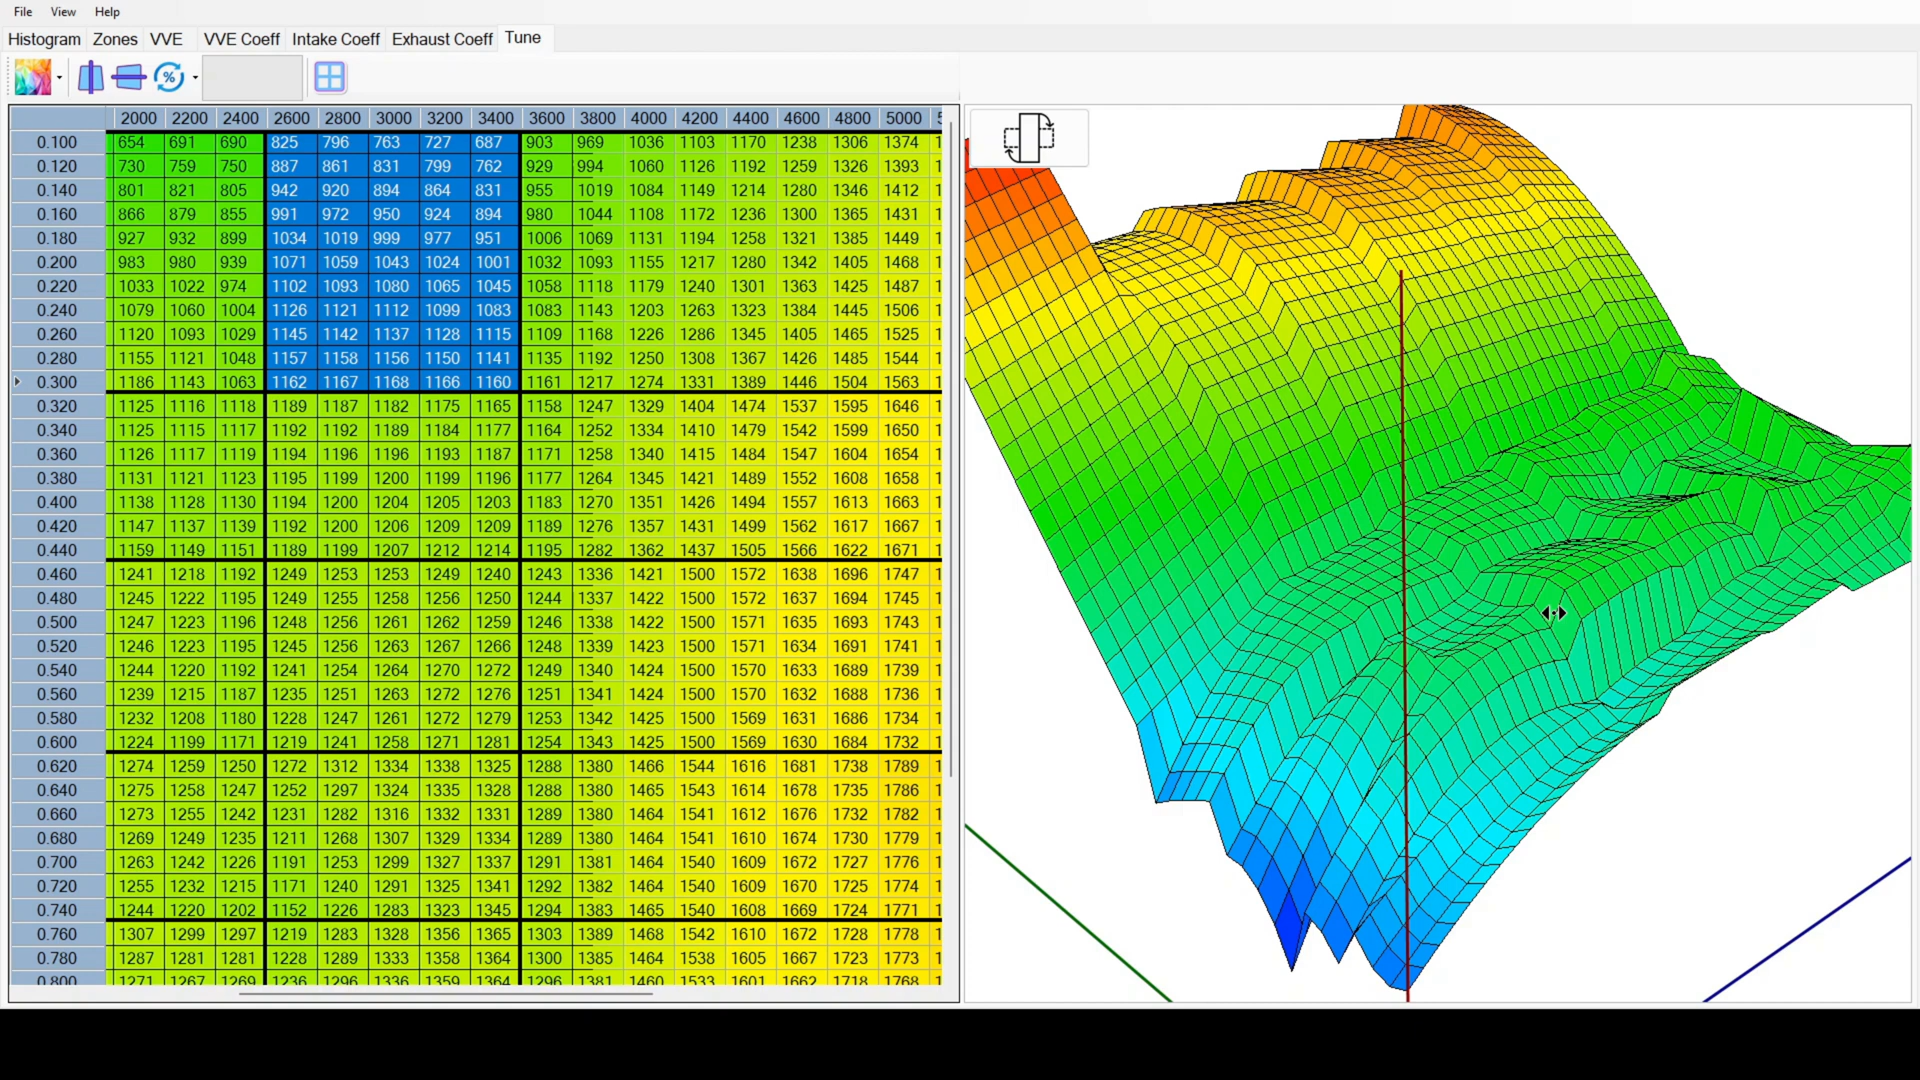 File View Help
Histogram Zones VVE VVE Coeff Intake Coeff Exhaust Coeff Tune
%
2000 2200 2400 2600 2800 3000 3200 3400 3600 3800 4000 4200 4400 4600 4800 5000
0.100 654 691 690 825 796 763 727 687 903 969 1036 1103 1170 1238 1306 1374
0.120 730 759 750 887 861 831 799 762 929 994 1060 1126 1192 1259 1326 1393
0.140 801 821 805 942 920 894 864 831 955 1019 1084 1149 1214 1280 1346 1412
0.160 866 879 855 991 972 950 924 894 980 1044 1108 1172 1236 1300 1365 1431
0.180 927 932 899 1034 1019 999 977 951 1006 1069 1131 1194 1258 1321 1385 1449
0.200 983 980 939 1071 1059 1043 1024 1001 1032 1093 1155 1217 1280 1342 1405 1468
0.220 1033 1022 974 1102 1093 1080 1065 1045 1058 1118 1179 1240 1301 1363 1425 1487
0.240 1079 1060 1004 1126 1121 1112 1099 1083 1083 1143 1203 1263 1323 1384 1445 1506
0.260 1120 1093 1029 1145 1142 1137 1128 1115 1109 1168 1226 1286 1345 1405 1465 1525
0.280 1155 1121 1048 1157 1158 1156 1150 1141 1135 1192 1250 1308 1367 1426 1485 1544
0.300 1186 1143 1063 1162 1167 1168 1166 1160 1161 1217 1274 1331 1389 1446 1504 1563
0.320 1125 1116 1118 1189 1187 1182 1175 1165 1158 1247 1329 1404 1474 1537 1595 1646
0.340 1125 1115 1117 1192 1192 1189 1184 1177 1164 1252 1334 1410 1479 1542 1599 1650
0.360 1126 1117 1119 1194 1196 1196 1193 1187 1171 1258 1340 1415 1484 1547 1604 1654
0.380 1131 1121 1123 1195 1199 1200 1199 1196 1177 1264 1345 1421 1489 1552 1608 1658
0.400 1138 1128 1130 1194 1200 1204 1205 1203 1183 1270 1351 1426 1494 1557 1613 1663
0.420 1147 1137 1139 1192 1200 1206 1209 1209 1189 1276 1357 1431 1499 1562 1617 1667
0.440 1159 1149 1151 1189 1199 1207 1212 1214 1195 1282 1362 1437 1505 1566 1622 1671
0.460 1241 1218 1192 1249 1253 1253 1249 1240 1243 1336 1421 1500 1572 1638 1696 1747
0.480 1245 1222 1195 1249 1255 1258 1256 1250 1244 1337 1422 1500 1572 1637 1694 1745
0.500 1247 1223 1196 1248 1256 1261 1262 1259 1246 1338 1422 1500 1571 1635 1693 1743
0.520 1246 1223 1195 1245 1256 1263 1267 1266 1248 1339 1423 1500 1571 1634 1691 1741
0.540 1244 1220 1192 1241 1254 1264 1270 1272 1249 1340 1424 1500 1570 1633 1689 1739
0.560 1239 1215 1187 1235 1251 1263 1272 1276 1251 1341 1424 1500 1570 1632 1688 1736
0.580 1232 1208 1180 1228 1247 1261 1272 1279 1253 1342 1425 1500 1569 1631 1686 1734
0.600 1224 1199 1171 1219 1241 1258 1271 1281 1254 1343 1425 1500 1569 1630 1684 1732
0.620 1274 1259 1250 1272 1312 1334 1338 1325 1288 1380 1466 1544 1616 1681 1738 1789
0.640 1275 1258 1247 1252 1297 1324 1335 1328 1288 1380 1465 1543 1614 1678 1735 1786
0.660 1273 1255 1242 1231 1282 1316 1332 1331 1289 1380 1464 1541 1612 1676 1732 1782
0.680 1269 1249 1235 1211 1268 1307 1329 1334 1289 1380 1464 1541 1610 1674 1730 1779
0.700 1263 1242 1226 1191 1253 1299 1327 1337 1291 1381 1464 1540 1609 1672 1727 1776
0.720 1255 1232 1215 1171 1240 1291 1325 1341 1292 1382 1464 1540 1609 1670 1725 1774
0.740 1244 1220 1202 1152 1226 1283 1323 1345 1294 1383 1465 1540 1608 1669 1724 1771
0.760 1307 1299 1297 1219 1283 1328 1356 1365 1303 1389 1468 1542 1610 1672 1728 1778
0.780 1287 1281 1281 1228 1289 1333 1358 1364 1300 1385 1464 1538 1605 1667 1723 1773
0.800 1271 1267 1269 1236 1296 1336 1359 1364 1296 1381 1460 1533 1601 1662 1718 1768